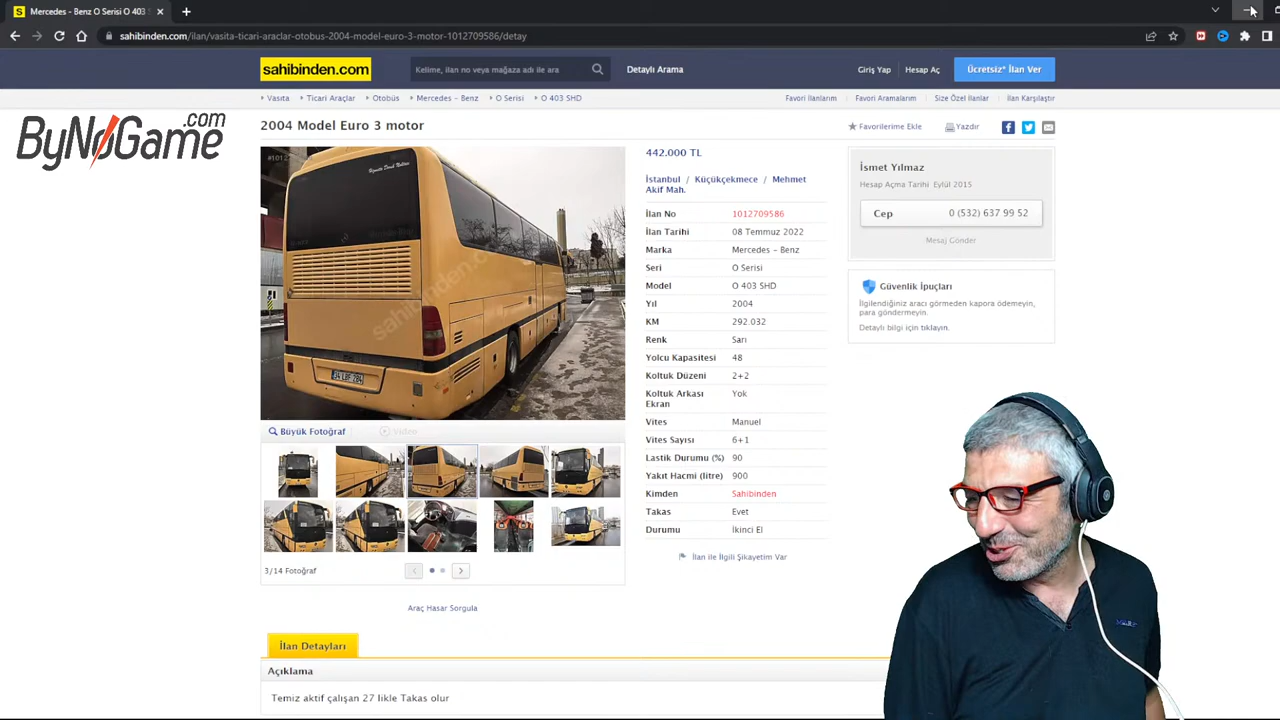 Mercedes - Benz O Serisi O 403
sahibinden.com/ilan/vasita-ticari-araclar-otobus-2004-model-euro-3-motor-1012709586/detay
sahibinden.com
Kelime, ilan no veya mağaza adı ile ara
Detaylı Arama
Giriş Yap
Hesap Aç
Ücretsiz* İlan Ver
Vasıta
Ticari Araçlar
Otobüs
Mercedes - Benz
O Serisi
O 403 SHD
Favori İlanlarım
Favori Aramalarım
Size Özel İlanlar
İlan Karşılaştır
ByNoGame.com
2004 Model Euro 3 motor
Favorilerime Ekle
Yazdır
sahibinden.com
Büyük Fotoğraf
Video
3/14 Fotoğraf
Araç Hasar Sorgula
442.000 TL
İstanbul / Küçükçekmece / Mehmet
Akif Mah.
İlan No 1012709586
İlan Tarihi 08 Temmuz 2022
Marka Mercedes - Benz
Seri O Serisi
Model O 403 SHD
Yıl 2004
KM 292.032
Renk Sarı
Yolcu Kapasitesi 48
Koltuk Düzeni 2+2
Koltuk Arkası Yok
Ekran
Vites Manuel
Vites Sayısı 6+1
Lastik Durumu (%) 90
Yakıt Hacmi (litre) 900
Kimden Sahibinden
Takas Evet
Durumu İkinci El
İlan ile İlgili Şikayetim Var
İsmet Yılmaz
Hesap Açma Tarihi Eylül 2015
Cep 0 (532) 637 99 52
Mesaj Gönder
Güvenlik İpuçları
İlgilendiğiniz aracı görmeden kapora ödemeyin,
para göndermeyin.
Detaylı bilgi için tıklayın.
İlan Detayları
Açıklama
Temiz aktif çalışan 27 likle Takas olur